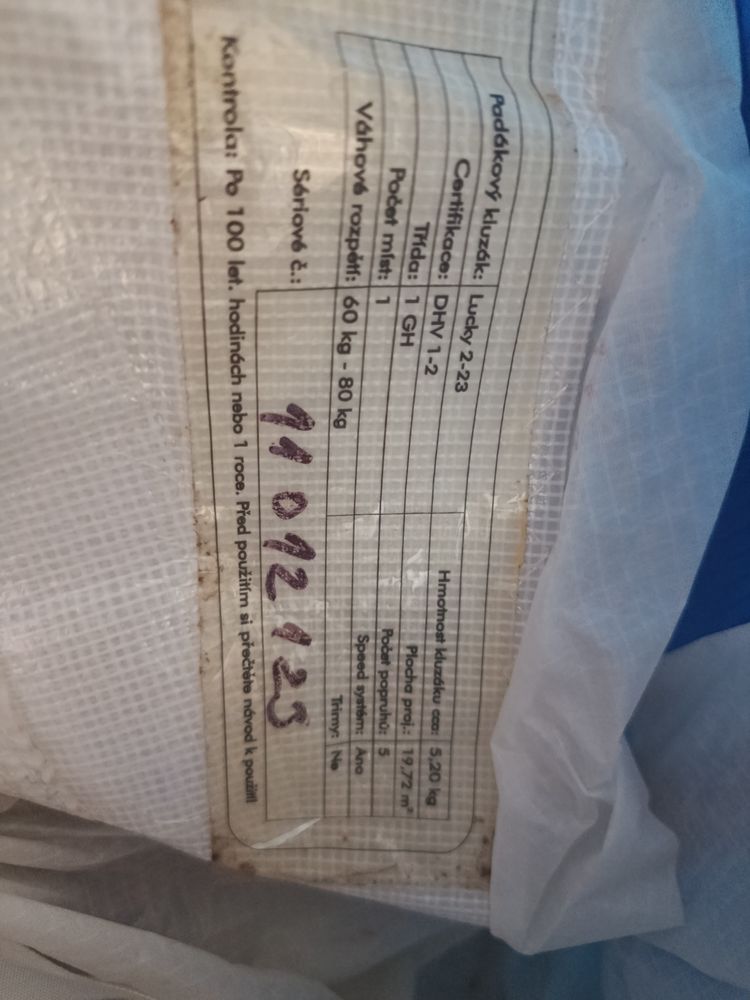 Padákový kluzák: Lucky 2-23
Certifikace: DHV 1-2
Třída: 1 GH
Počet míst: 1
Váhové rozpětí: 60 kg - 80 kg
Hmotnost kluzáku cca: 5,20 kg
Plocha proj.: 19,72 m²
Počet popruhů: 5
Speed systém: Ano
Trimy: Ne
Sériové č.: 11012123
Kontrola: Po 100 let. hodinách nebo 1 roce. Před použitím si přečtěte návod k použití!